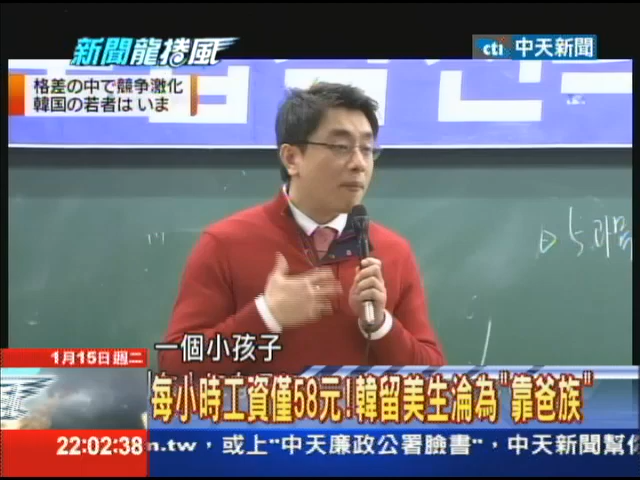 新聞龍捲風
cti 中天新聞
格差の中で競争激化
韓国の若者は いま
一個小孩子
1月15日週二
每小時工資僅58元!韓留美生淪為"靠爸族"
22:02:38
n.tw",或上"中天廉政公署臉書",中天新聞幫你